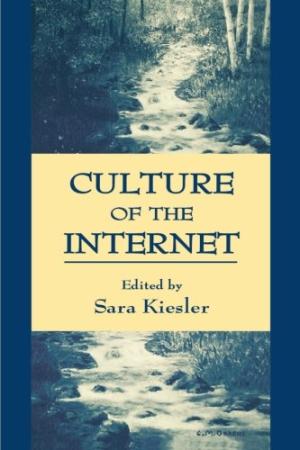 CULTURE
OF THE
INTERNET
Edited by
Sara Kiesler